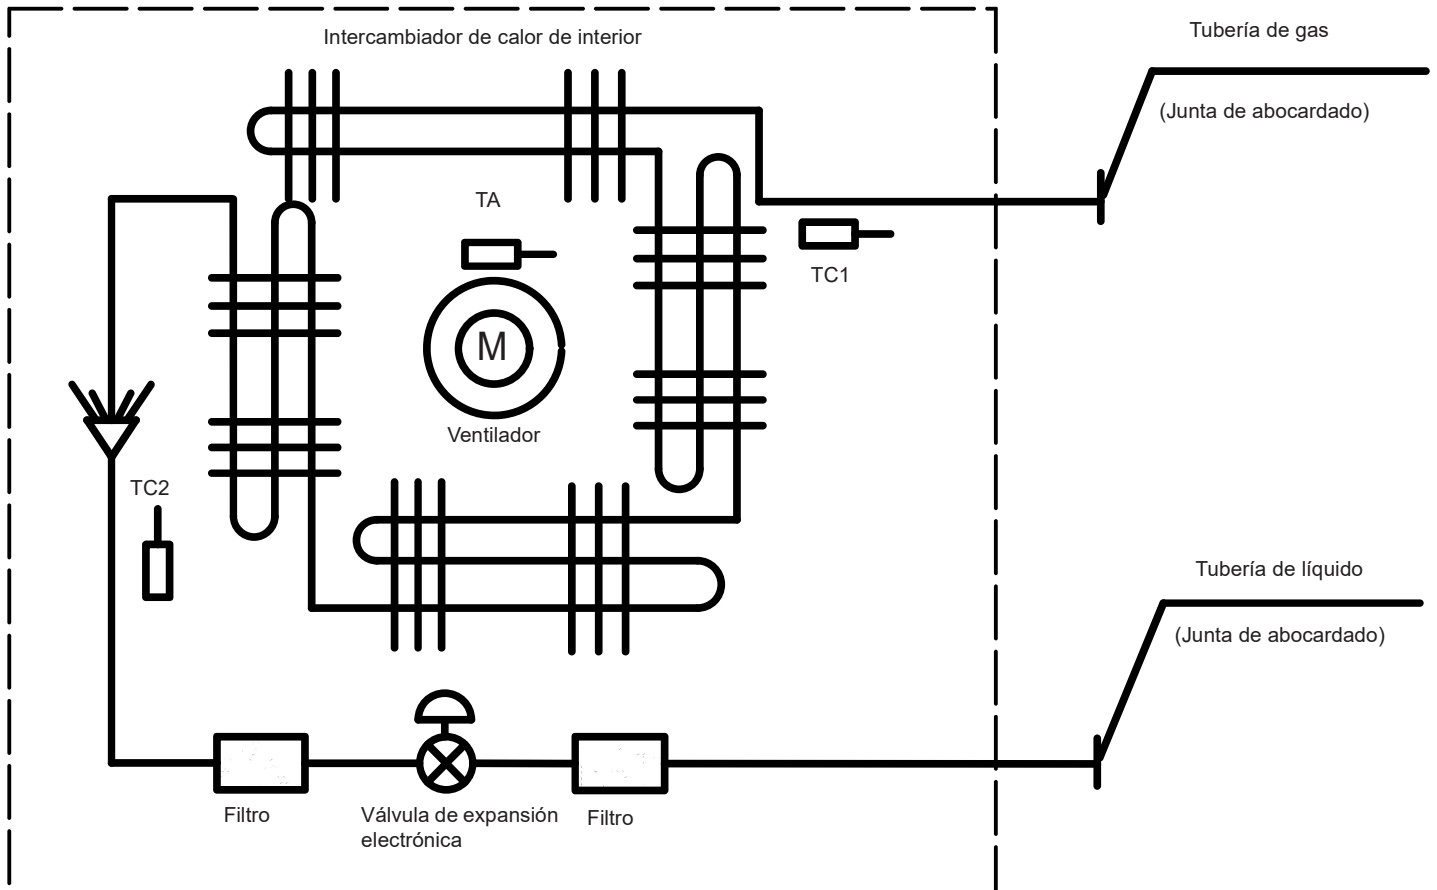 Intercambiador de calor de interior
Tubería de gas
(Junta de abocardado)
TA
TC1
M
Ventilador
TC2
Tubería de líquido
(Junta de abocardado)
Filtro
Válvula de expansión
electrónica
Filtro